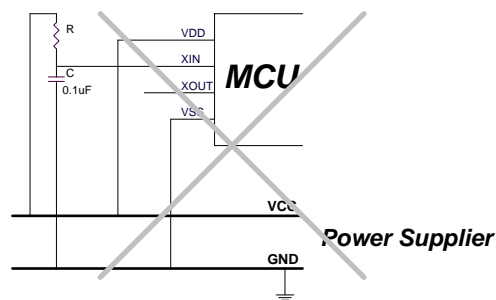 R
VDD
XIN
MCU
C
0.1uF
XOUT
VSS
VCC
Power Supplier
GND